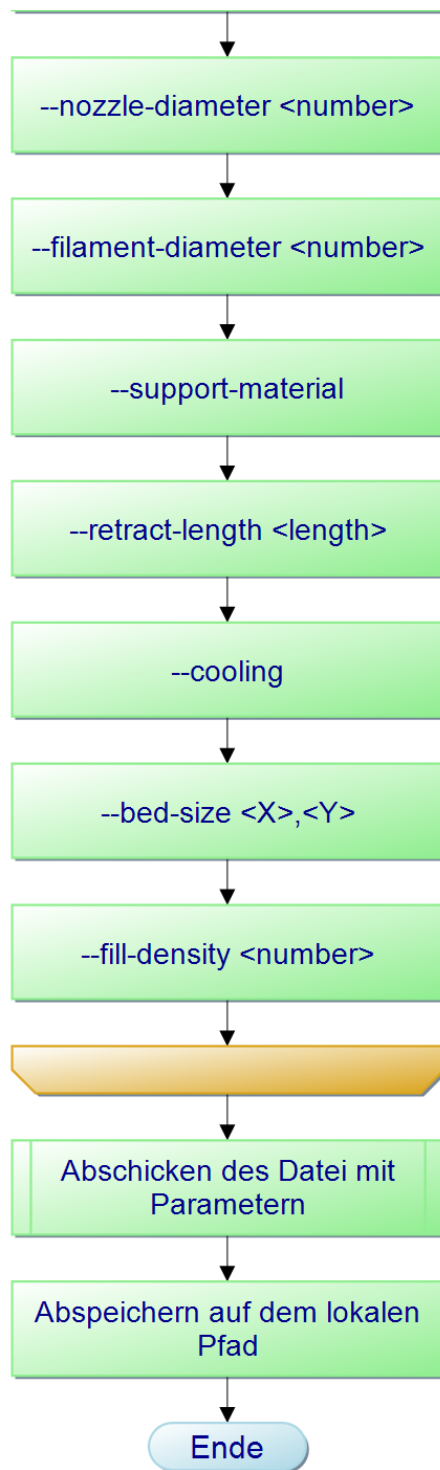 --nozzle-diameter <number>
--filament-diameter <number>
--support-material
--retract-length <length>
--cooling
--bed-size <X>,<Y>
--fill-density <number>
Abschicken des Datei mit
Parametern
Abspeichern auf dem lokalen
Pfad
Ende